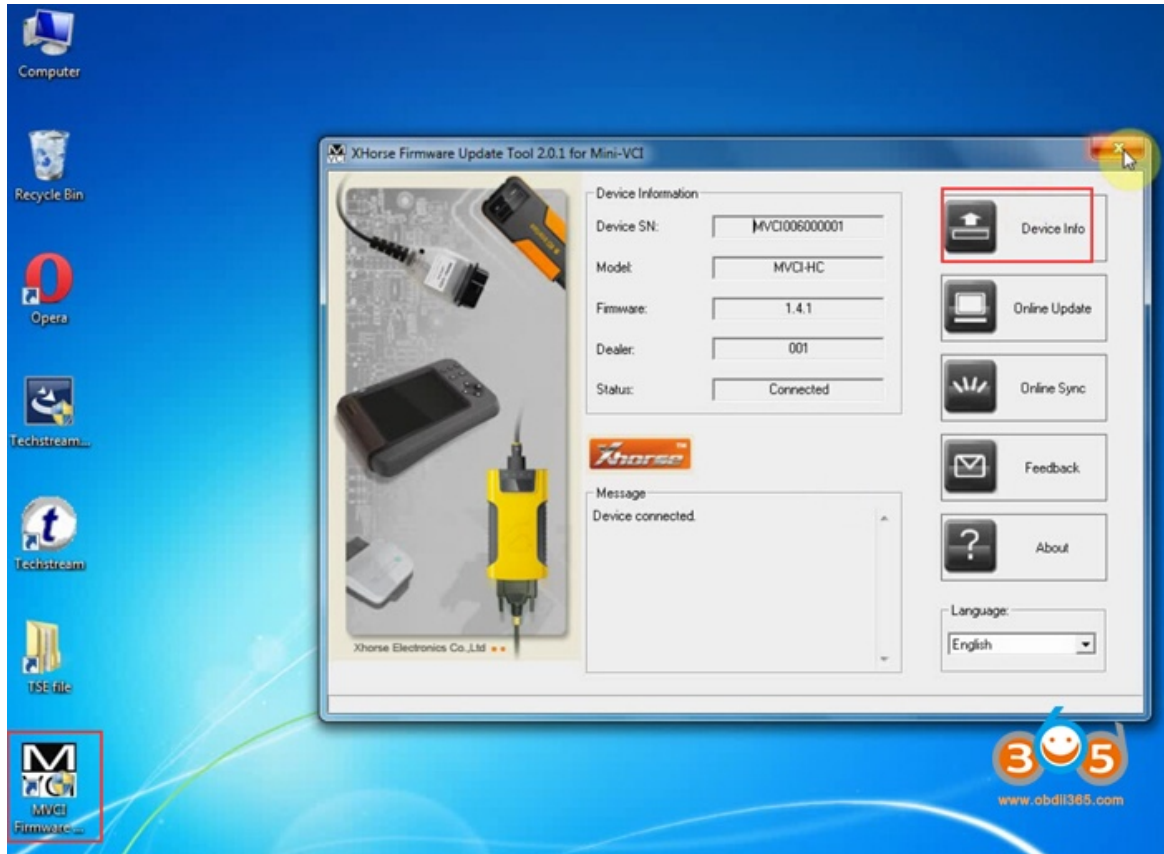 Computer
Recycle Bin
Opera
Techstream...
Techstream
TSE file
MVCI
Firmware ...
XHorse Firmware Update Tool 2.0.1 for Mini-VCI
Device Information
Device SN: MVCI006000001
Model: MVCI-HC
Firmware: 1.4.1
Dealer: 001
Status: Connected
Xhorse TM
Message
Device connected.
Xhorse Electronics Co.,Ltd
Device Info
Online Update
Online Sync
Feedback
? About
Language:
English
365
www.obdii365.com